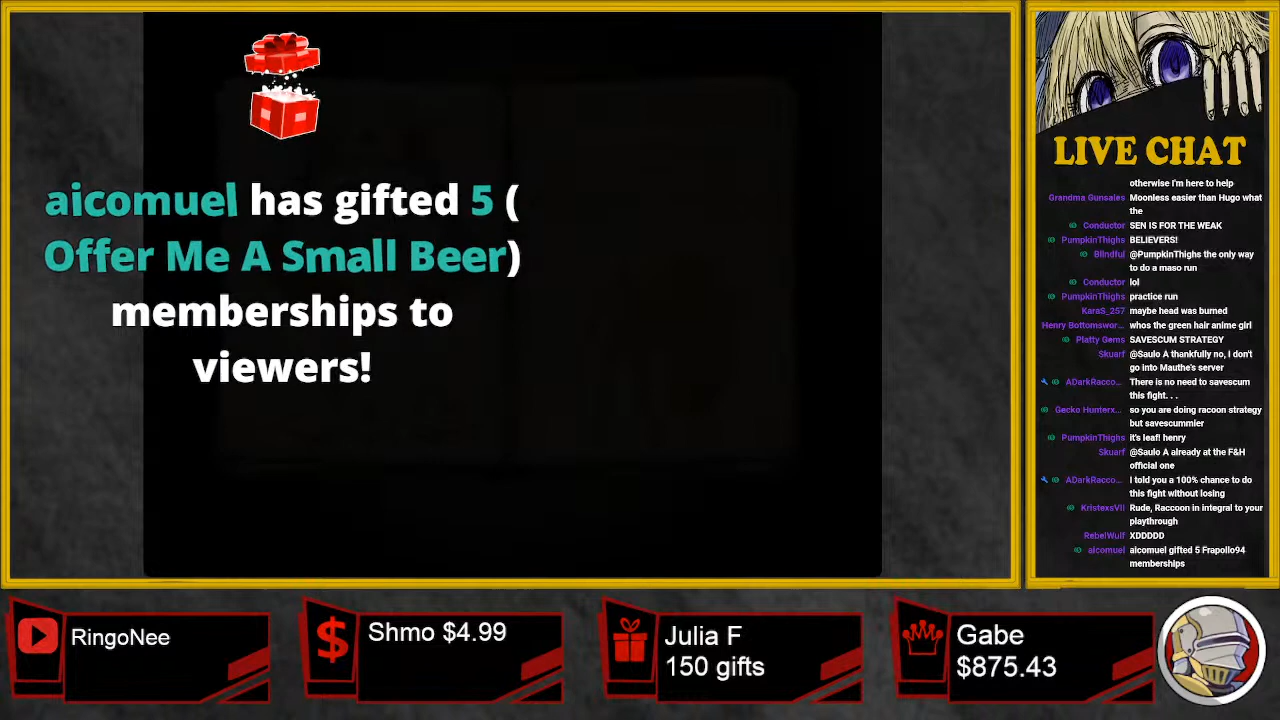 aicomuel has gifted 5 (
Offer Me A Small Beer)
memberships to
viewers!
LIVE CHAT
otherwise I'm here to help
Grandma Gunsales Moonless easier than Hugo what
the
Conductor SEN IS FOR THE WEAK
PumpkinThighs BELIEVERS!
Blindful @PumpkinThighs the only way
to do a maso run
Conductor lol
PumpkinThighs practice run
KaraS_257 maybe head was burned
Henry Bottomswor... whos the green hair anime girl
Platty Gems SAVESCUM STRATEGY
Skuarf @Saulo A thankfully no, I don't
go into Mauthe's server
ADarkRacco... There is no need to savescum
this fight. . .
Gecko Hunterx... so you are doing racoon strategy
but savescummier
PumpkinThighs it's leaf! henry
Skuarf @Saulo A already at the F&H
official one
ADarkRacco... I told you a 100% chance to do
this fight without losing
KristexsVII Rude, Raccoon in integral to your
playthrough
RebelWulf XDDDDD
aicomuel aicomuel gifted 5 Frapollo94
memberships
RingoNee
Shmo $4.99
Julia F
150 gifts
Gabe
$875.43